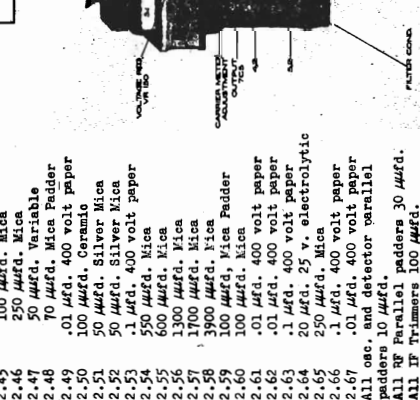 2.45 100 µµfd. Mica
2.46 250 µµfd. Mica
2.47 50 µµfd. Variable
2.48 70 µµfd. Mica Padder
2.49 .01 µfd. 400 volt paper
2.50 100 µµfd. Ceramic
2.51 50 µµfd. Silver Mica
2.52 50 µµfd. Silver Mica
2.53 .1 µfd. 400 volt paper
2.54 550 µµfd. Mica
2.55 600 µµfd. Mica
2.56 1300 µµfd. Mica
2.57 1700 µµfd. Mica
2.58 3900 µµfd. Mica
2.59 100 µµfd. Mica Padder
2.60 100 µµfd. Mica
2.61 .01 µfd. 400 volt paper
2.62 .01 µfd. 400 volt paper
2.63 .1 µfd. 400 volt paper
2.64 20 µfd. 25 v. electrolytic
2.65 250 µµfd. Mica
2.66 .1 µfd. 400 volt paper
2.67 .01 µfd. 400 volt paper
All osc. and detector parallel
padders 10 µµfd.
All RF Parallel padders 30 µµfd.
All IF Trimmers 100 µµfd.
VOLTAGE REG.
VR 150
CARRIER METER
ADJUSTMENT
OUTPUT
7C5
FILTER COND.